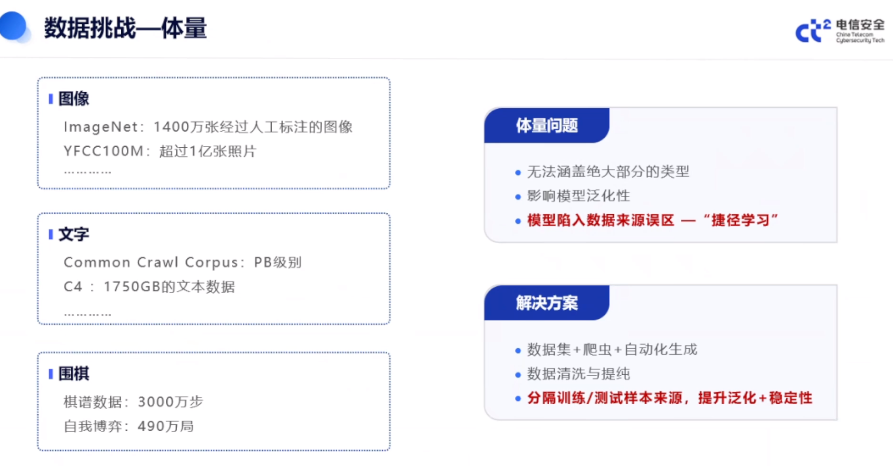 数据挑战—体量
ct²
电信安全
China Telecom
Cybersecurity Tech
图像
ImageNet：1400万张经过人工标注的图像
YFCC100M：超过1亿张照片
…………
文字
Common Crawl Corpus：PB级别
C4 ：1750GB的文本数据
…………
围棋
棋谱数据：3000万步
自我博弈：490万局
体量问题
无法涵盖绝大部分的类型
影响模型泛化性
模型陷入数据来源误区 —“捷径学习”
解决方案
数据集+爬虫+自动化生成
数据清洗与提纯
分隔训练/测试样本来源，提升泛化+稳定性